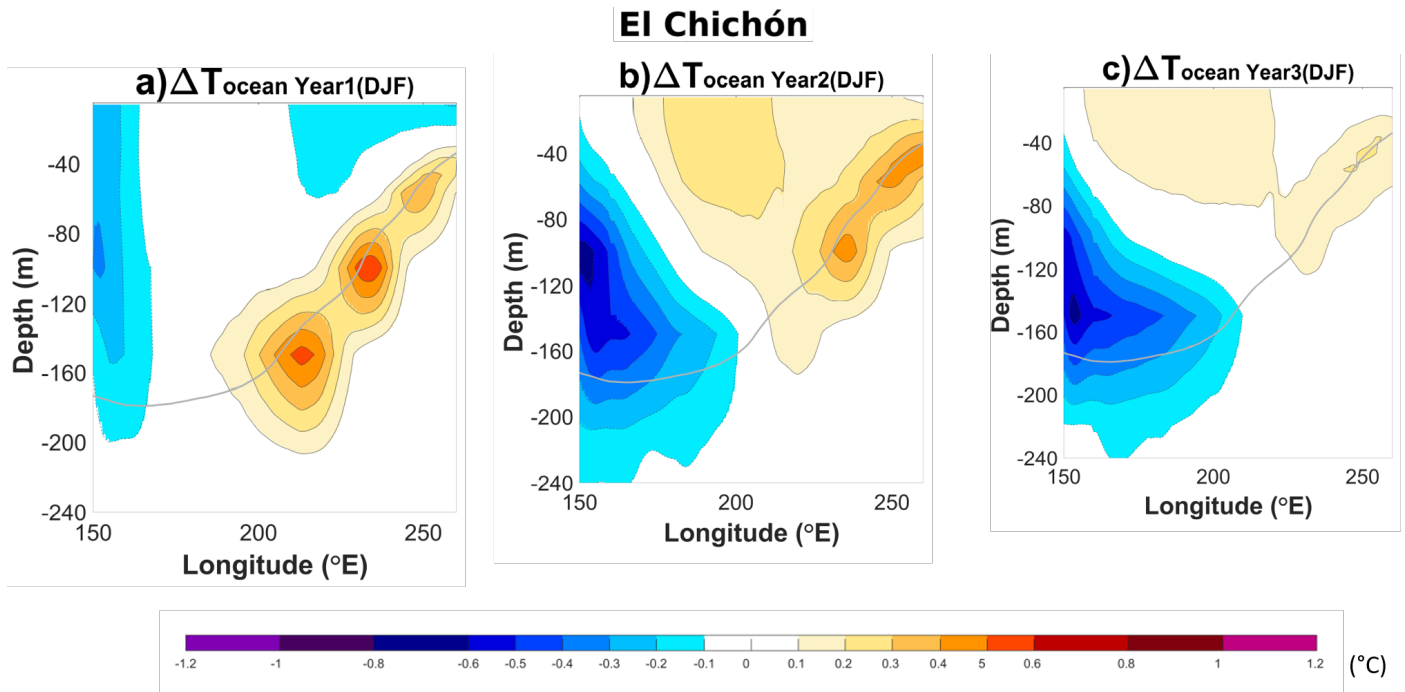 El Chichón
a)ΔTocean Year1(DJF)
b)ΔTocean Year2(DJF)
c)ΔTocean Year3(DJF)
Depth (m)
-40
-80
-120
-160
-200
-240
150
200
250
Longitude (°E)
Depth (m)
-40
-80
-120
-160
-200
-240
150
200
250
Longitude (°E)
Depth (m)
-40
-80
-120
-160
-200
-240
150
200
250
Longitude (°E)
-1.2 -1 -0.8 -0.6 -0.5 -0.4 -0.3 -0.2 -0.1 0 0.1 0.2 0.3 0.4 5 0.6 0.8 1 1.2 (°C)